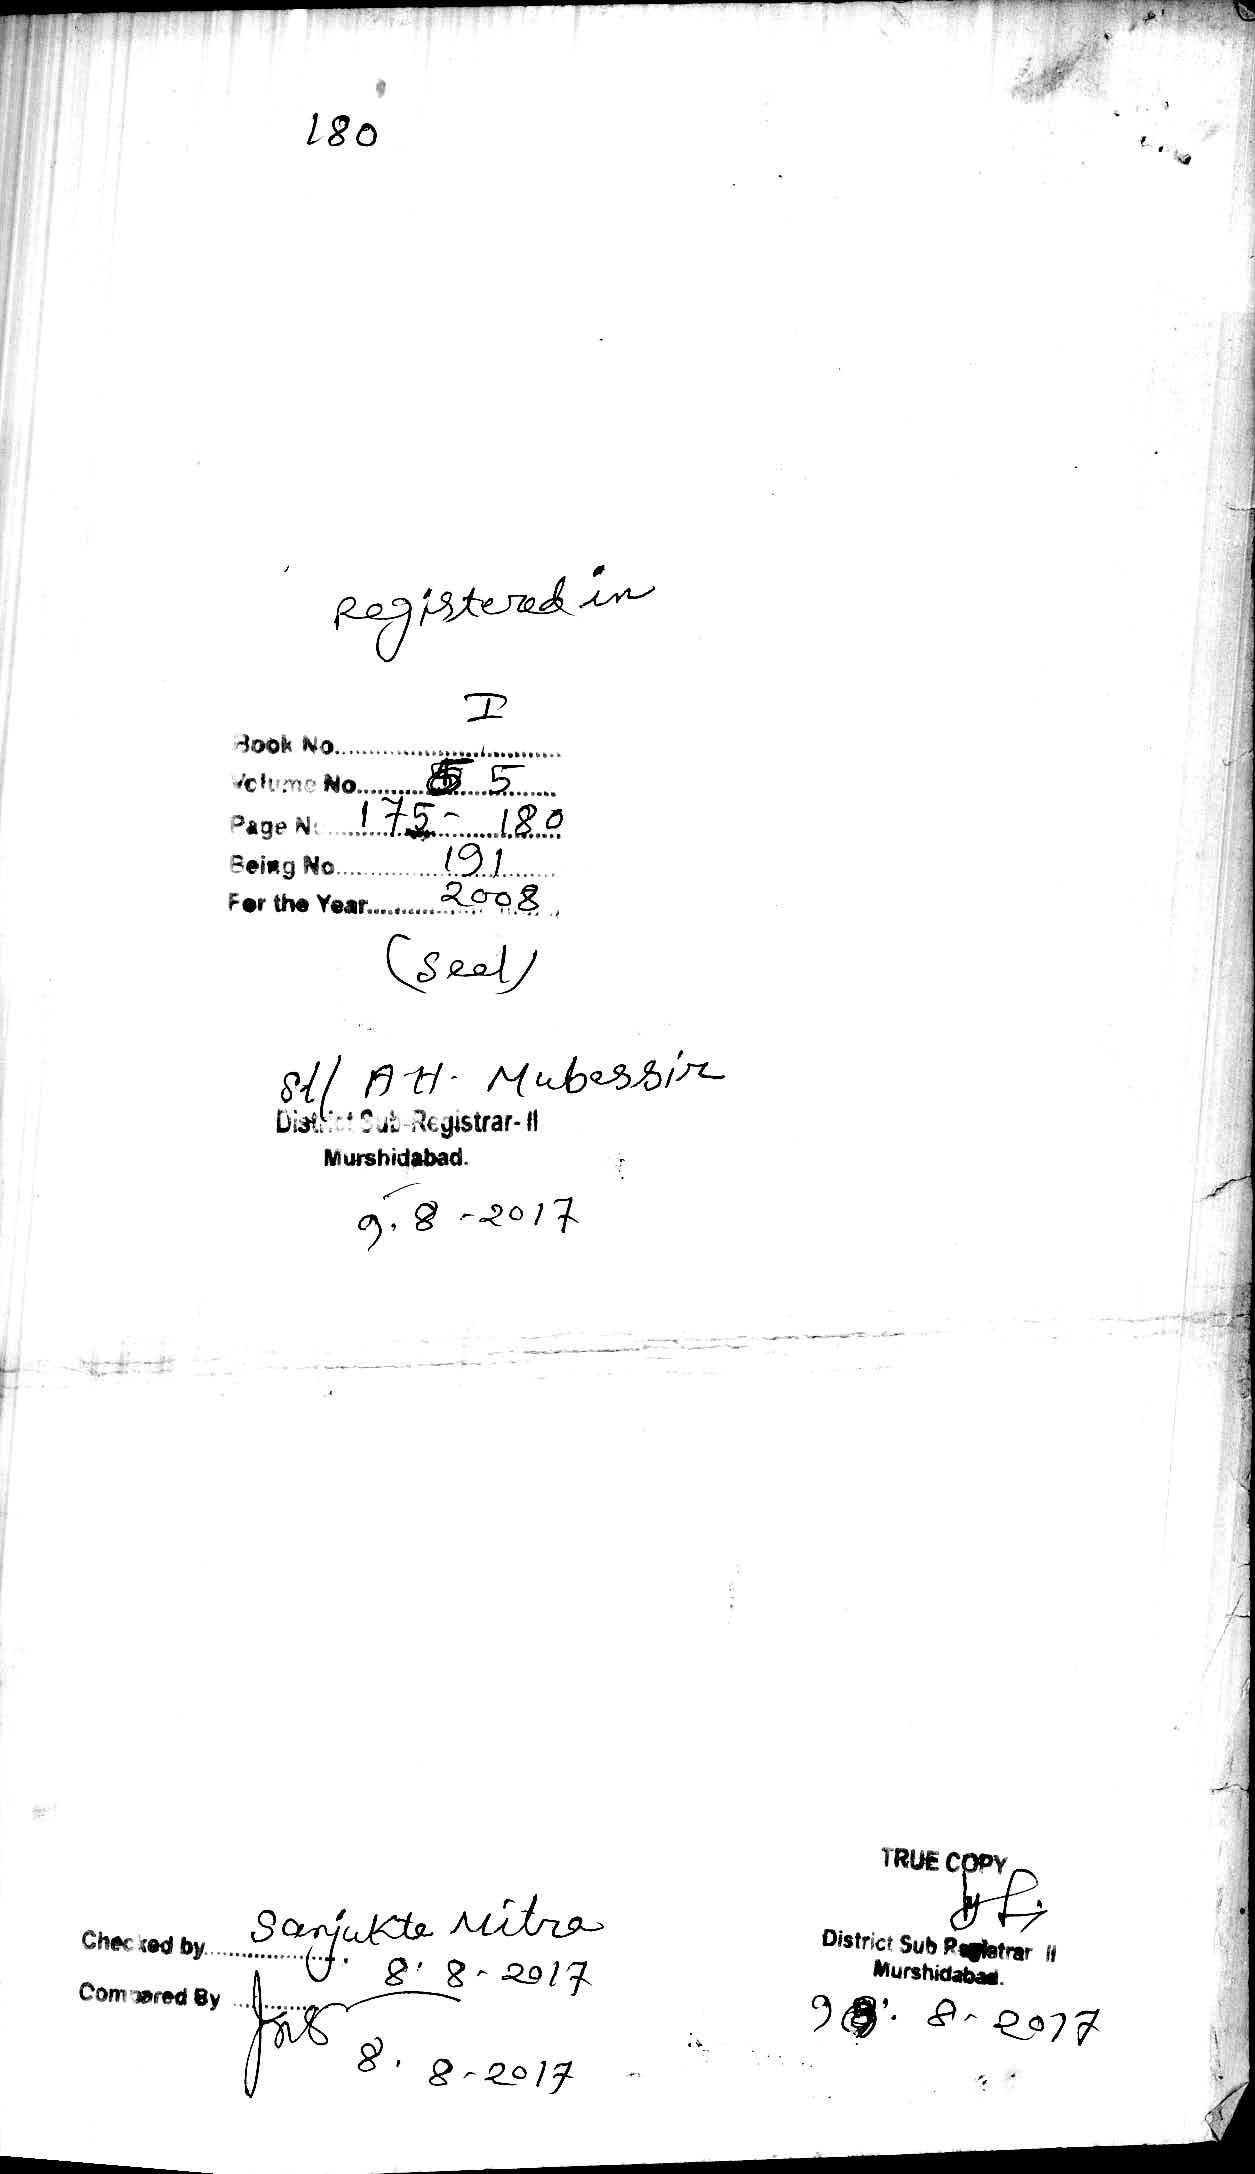 180
Registered in
I
Book No..............................
Volume No........... 5 5
Page No 175 - 180
Being No.......... 191
For the Year........... 2008
(Seal)
Sd/ A H. Mubassir
District Sub-Registrar- II
Murshidabad.
9. 8 - 2017
TRUE COPY
District Sub Registrar II
Murshidabad.
9. 8 - 2017
Checked by Sanjukta Mitra
8. 8 - 2017
Compared By
8. 8 - 2017